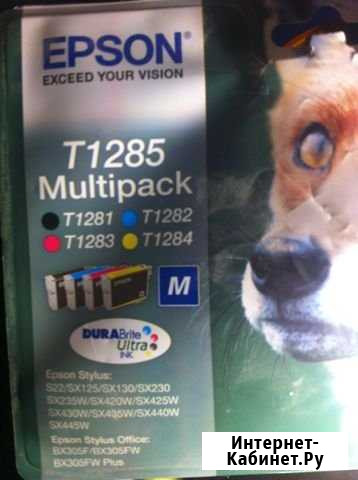 EPSON
EXCEED YOUR VISION
T1285
Multipack
T1281 T1282
T1283 T1284
M
DURABrite
Ultra
INK
Epson Stylus:
S22/SX125/SX130/SX230
SX235W/SX420W/SX425W
SX430W/SX435W/SX440W
SX445W
Epson Stylus Office:
BX305F/BX305FW
BX305FW Plus
Интернет-
Кабинет.Ру